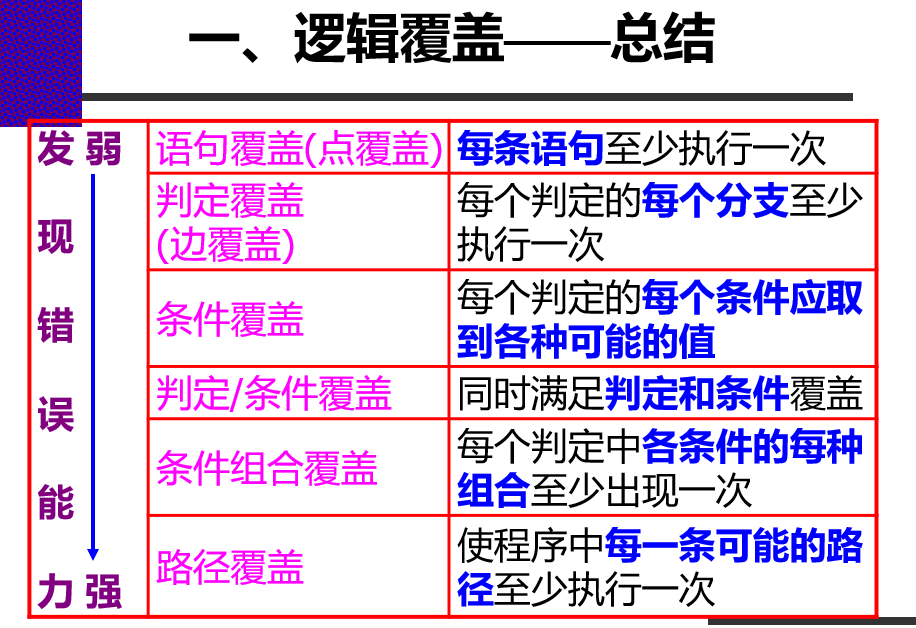 一、逻辑覆盖——总结
发 弱
现
错
误
能
力 强
语句覆盖(点覆盖)
每条语句至少执行一次
判定覆盖
(边覆盖)
每个判定的每个分支至少
执行一次
条件覆盖
每个判定的每个条件应取
到各种可能的值
判定/条件覆盖
同时满足判定和条件覆盖
条件组合覆盖
每个判定中各条件的每种
组合至少出现一次
路径覆盖
使程序中每一条可能的路
径至少执行一次